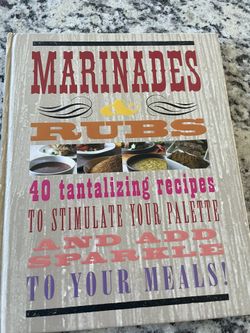 MARINADES
&
RUBS
40 tantalizing recipes
TO STIMULATE YOUR PALETTE
AND ADD
SPARKLE
TO YOUR MEALS!